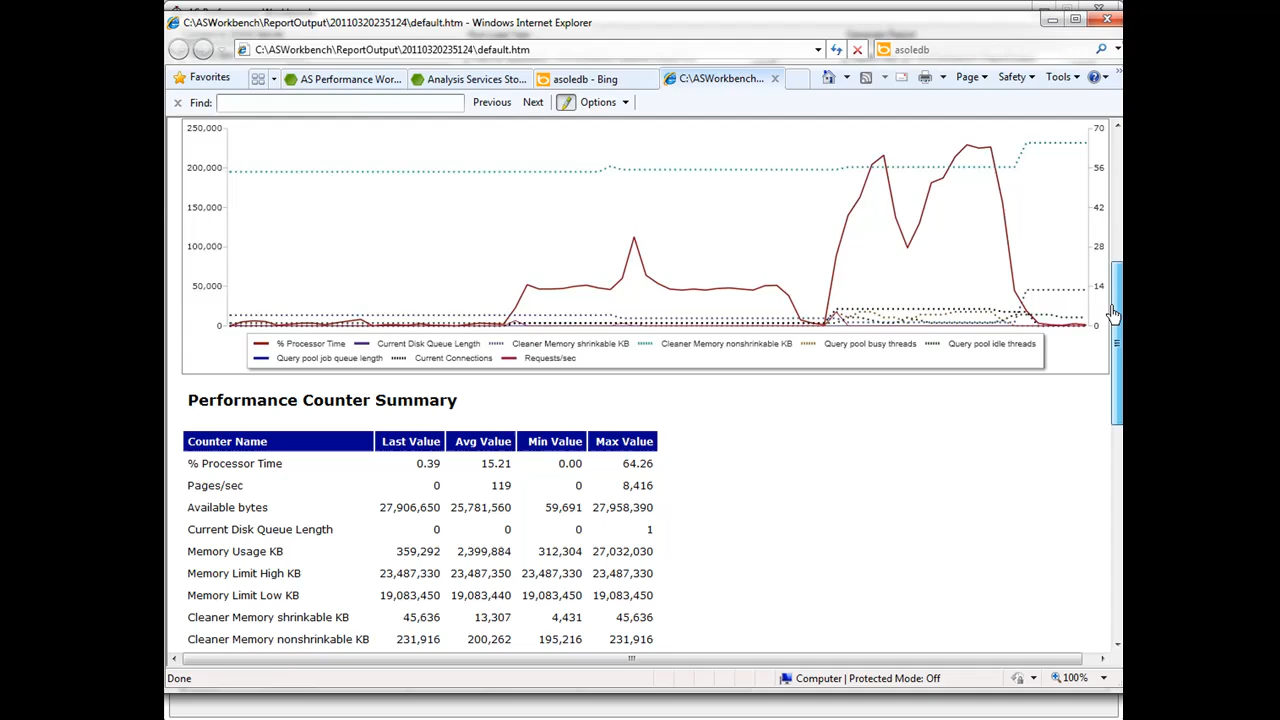 C:\ASWorkbench\ReportOutput\20110320235124\default.htm - Windows Internet Explorer
C:\ASWorkbench\ReportOutput\20110320235124\default.htm
asoledb
Favorites
AS Performance Wor...
Analysis Services Sto...
asoledb - Bing
C:\ASWorkbench...
Page
Safety
Tools
Find:
Previous
Next
Options
250,000
70
200,000
56
150,000
42
100,000
28
50,000
14
0
0
% Processor Time
Current Disk Queue Length
Cleaner Memory shrinkable KB
Cleaner Memory nonshrinkable KB
Query pool busy threads
Query pool idle threads
Query pool job queue length
Current Connections
Requests/sec
Performance Counter Summary
Counter Name Last Value Avg Value Min Value Max Value
% Processor Time 0.39 15.21 0.00 64.26
Pages/sec 0 119 0 8,416
Available bytes 27,906,650 25,781,560 59,691 27,958,390
Current Disk Queue Length 0 0 0 1
Memory Usage KB 359,292 2,399,884 312,304 27,032,030
Memory Limit High KB 23,487,330 23,487,350 23,487,330 23,487,330
Memory Limit Low KB 19,083,450 19,083,440 19,083,450 19,083,450
Cleaner Memory shrinkable KB 45,636 13,307 4,431 45,636
Cleaner Memory nonshrinkable KB 231,916 200,262 195,216 231,916
Done
Computer | Protected Mode: Off
100%